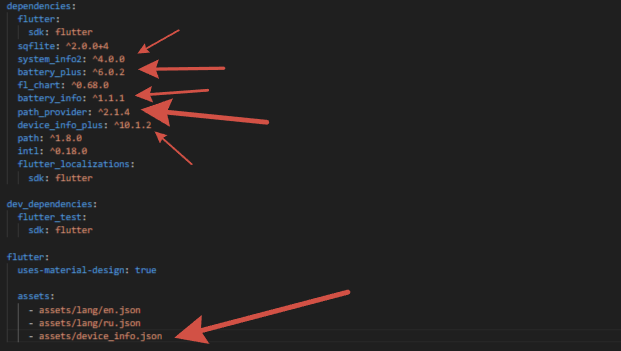 dependencies:
flutter:
sdk: flutter
sqflite: ^2.0.0+4
system_info2: ^4.0.0
battery_plus: ^6.0.2
fl_chart: ^0.68.0
battery_info: ^1.1.1
path_provider: ^2.1.4
device_info_plus: ^10.1.2
path: ^1.8.0
intl: ^0.18.0
flutter_localizations:
sdk: flutter
dev_dependencies:
flutter_test:
sdk: flutter
flutter:
uses-material-design: true
assets:
- assets/lang/en.json
- assets/lang/ru.json
- assets/device_info.json